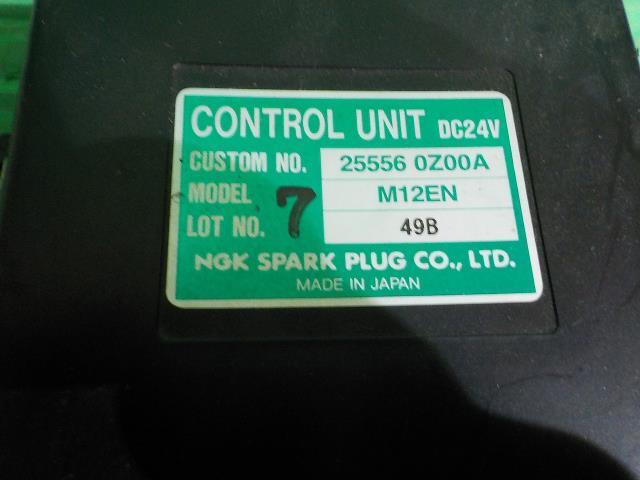 CONTROL UNIT DC24V
CUSTOM NO. 25556 0Z00A
MODEL M12EN
7
LOT NO. 49B
NGK SPARK PLUG CO., LTD.
MADE IN JAPAN